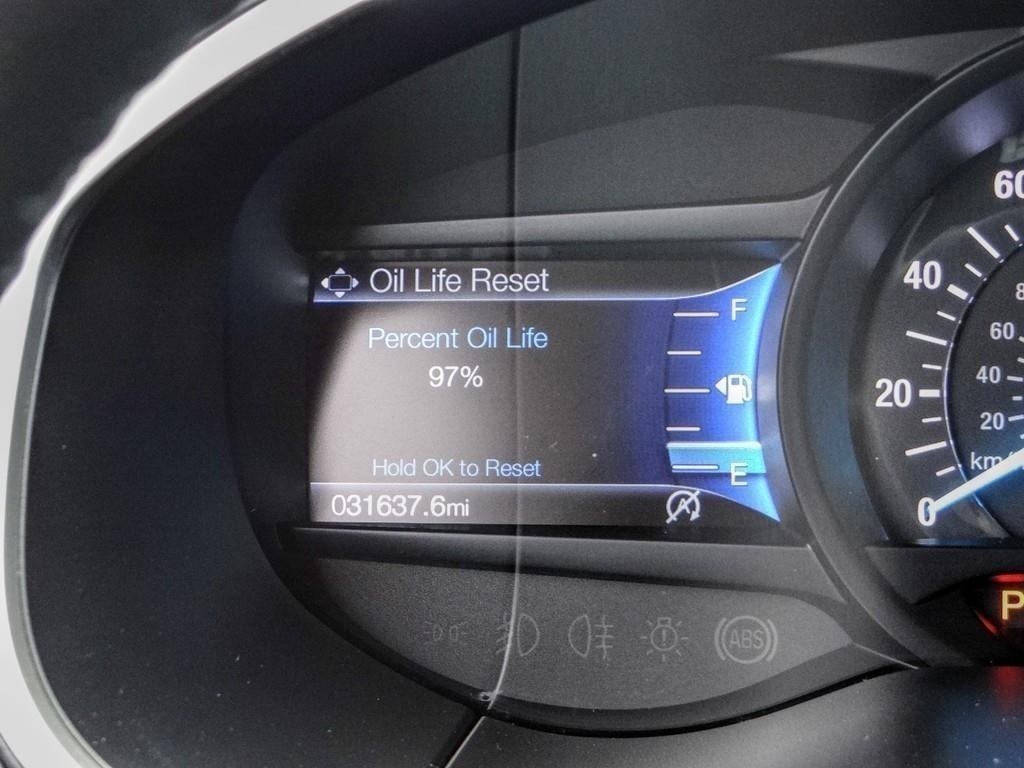 Oil Life Reset
Percent Oil Life
97%
Hold OK to Reset
031637.6mi
F
E
A
ABS
60
40
20
0
60
40
20
km/
P